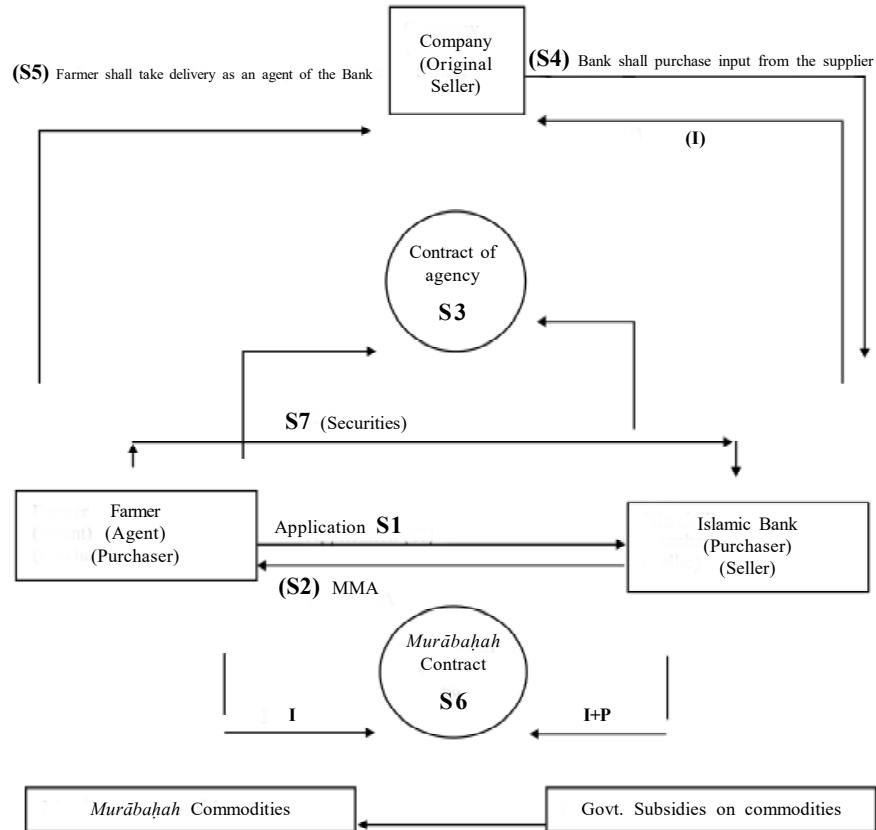 Company
(Original
Seller)
(S5) Farmer shall take delivery as an agent of the Bank
(S4) Bank shall purchase input from the supplier
(I)
Contract of
agency
S3
S7 (Securities)
Farmer
(Agent)
(Purchaser)
Application S1
(S2) MMA
Islamic Bank
(Purchaser)
(Seller)
Murābaḥah
Contract
S6
I
I+P
Murābaḥah Commodities
Govt. Subsidies on commodities